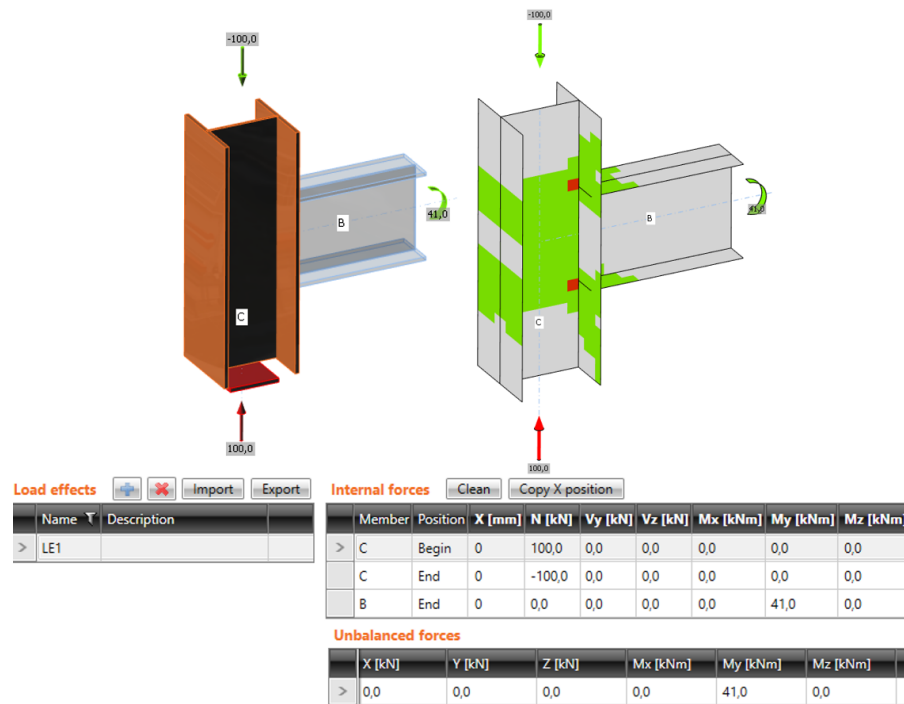 -100,0
-100,0
B
41,0
B
41,0
C
C
100,0
100,0
Load effects Import Export
Name Description
> LE1
Internal forces Clean Copy X position
Member Position X [mm] N [kN] Vy [kN] Vz [kN] Mx [kNm] My [kNm] Mz [kNm]
> C Begin 0 100,0 0,0 0,0 0,0 0,0 0,0
C End 0 -100,0 0,0 0,0 0,0 0,0 0,0
B End 0 0,0 0,0 0,0 0,0 41,0 0,0
Unbalanced forces
X [kN] Y [kN] Z [kN] Mx [kNm] My [kNm] Mz [kNm]
> 0,0 0,0 0,0 0,0 41,0 0,0